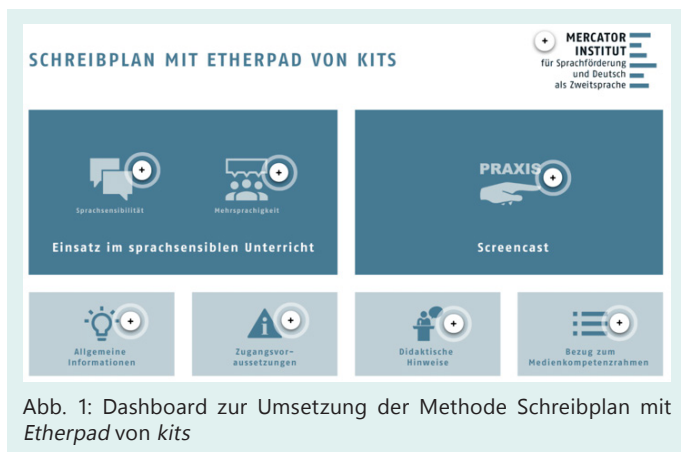 SCHREIBPLAN MIT ETHERPAD VON KITS
MERCATOR
INSTITUT
für Sprachförderung
und Deutsch
als Zweitsprache
Sprachsensibilität
Mehrsprachigkeit
Einsatz im sprachsensiblen Unterricht
PRAXIS
Screencast
Allgemeine
Informationen
Zugangsvor-
aussetzungen
Didaktische
Hinweise
Bezug zum
Medienkompetenzrahmen
Abb. 1: Dashboard zur Umsetzung der Methode Schreibplan mit
Etherpad von kits